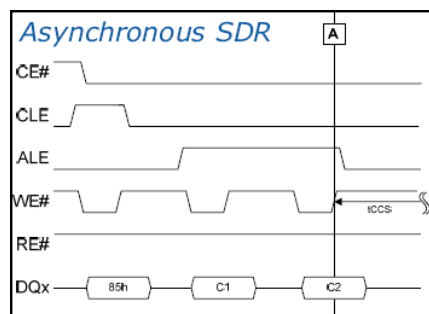 Asynchronous SDR
A
CE#
CLE
ALE
WE#
tCCS
RE#
DQx
85h
C1
C2